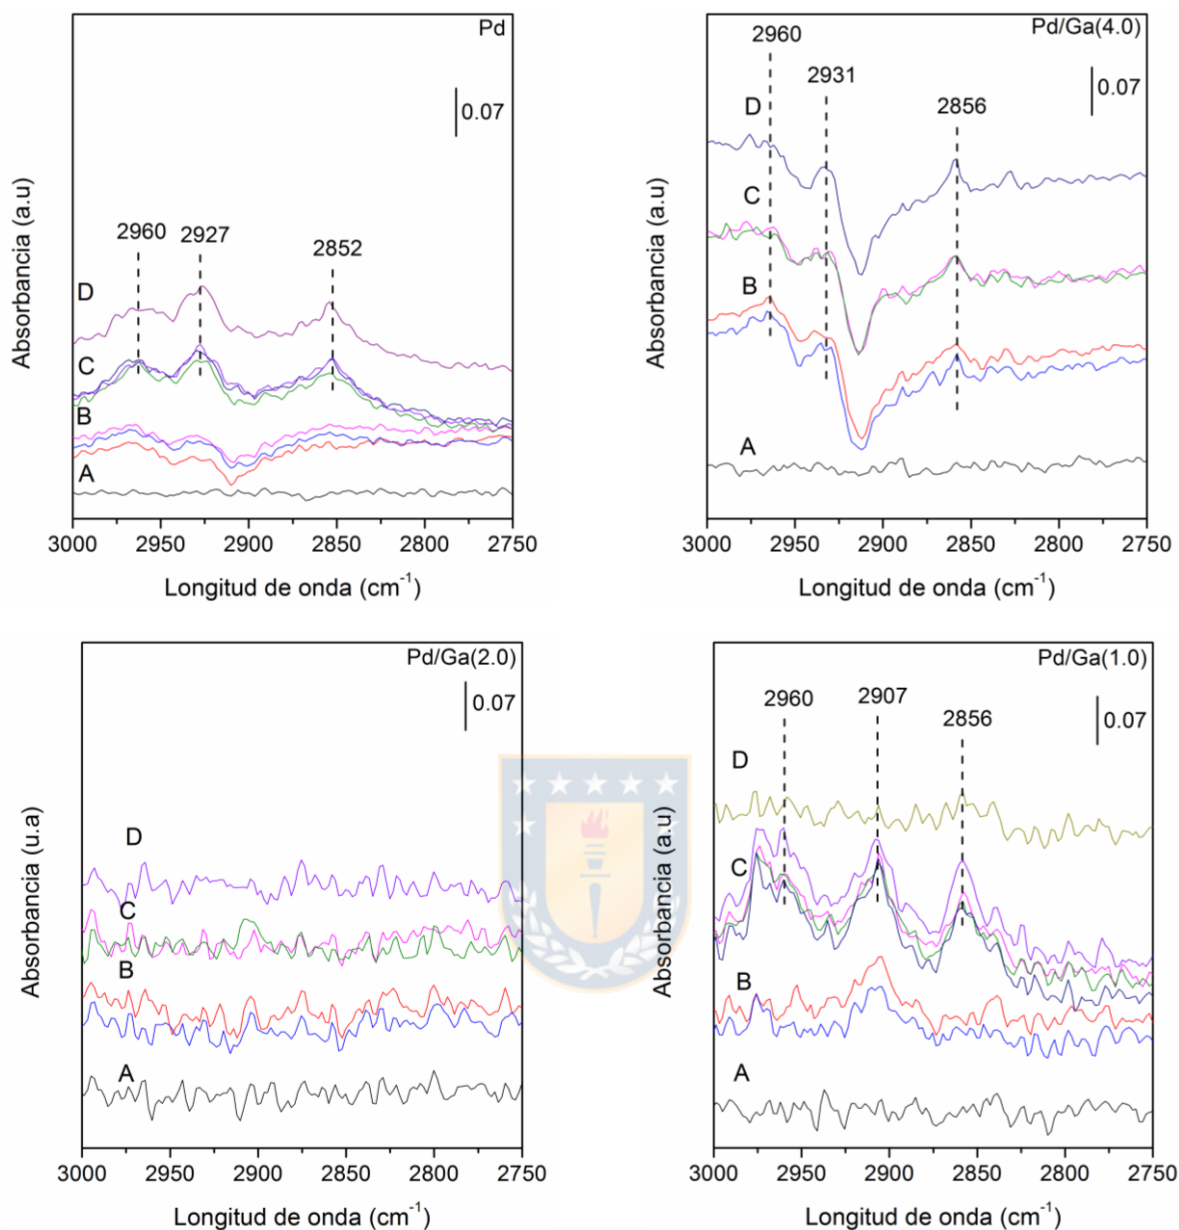 Pd
0.07
2960
2927
2852
D
C
B
A
Absorbancia (a.u)
3000 2950 2900 2850 2800 2750
Longitud de onda (cm-1)
Pd/Ga(4.0)
2960
0.07
2931
2856
D
C
B
A
Absorbancia (a.u)
3000 2950 2900 2850 2800 2750
Longitud de onda (cm-1)
Pd/Ga(2.0)
0.07
D
C
B
A
Absorbancia (u.a)
3000 2950 2900 2850 2800 2750
Longitud de onda (cm-1)
Pd/Ga(1.0)
2960 2907
0.07
2856
D
C
B
A
Absorbancia (a.u)
3000 2950 2900 2850 2800 2750
Longitud de onda (cm-1)